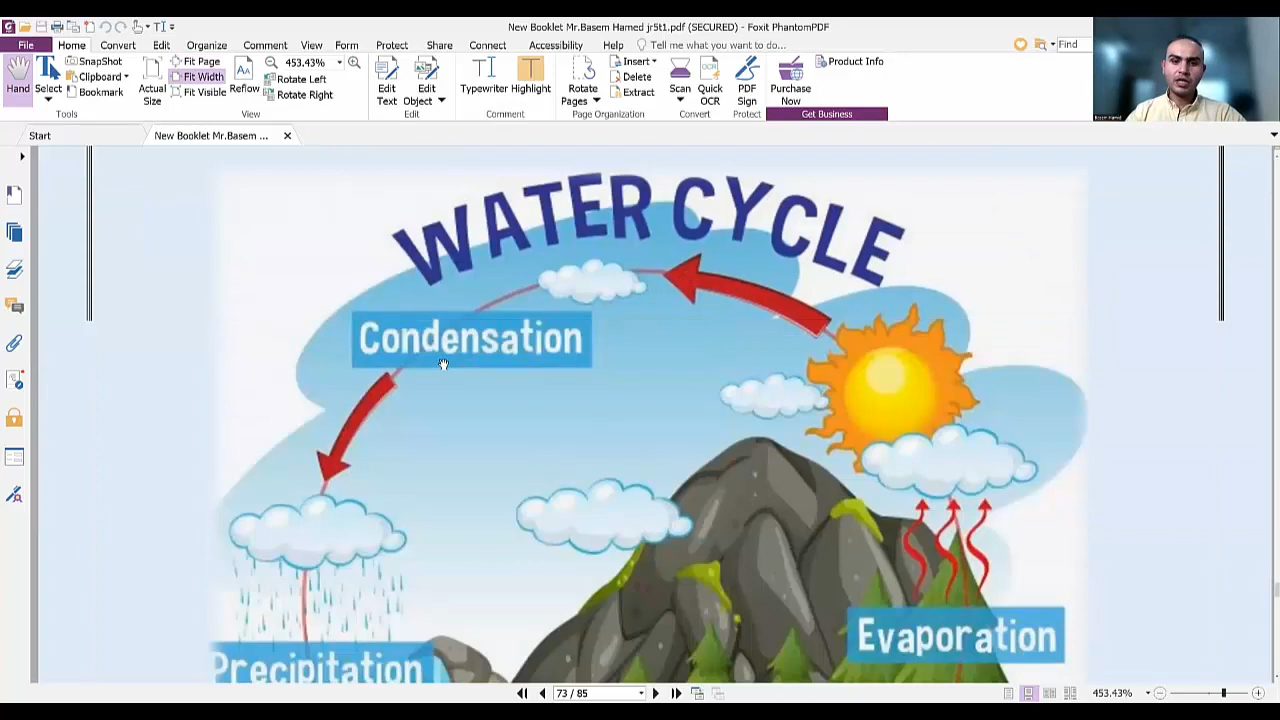 New Booklet Mr.Basem Hamed jr5t1.pdf (SECURED) - Foxit PhantomPDF
File Home Convert Edit Organize Comment View Form Protect Share Connect Accessibility Help Tell me what you want to do... Find
Hand
Select
SnapShot
Clipboard
Bookmark
Tools
Actual Size
Fit Page
Fit Width
Fit Visible
Reflow
453.43%
Rotate Left
Rotate Right
View
Edit Text
Edit Object
Edit
Typewriter
Highlight
Comment
Rotate Pages
Insert
Delete
Extract
Page Organization
Scan
Quick OCR
Convert
PDF Sign
Protect
Purchase Now
Product Info
Get Business
Start
New Booklet Mr.Basem ...
Basem Hamed
WATER CYCLE
Condensation
Evaporation
Precipitation
73 / 85
453.43%